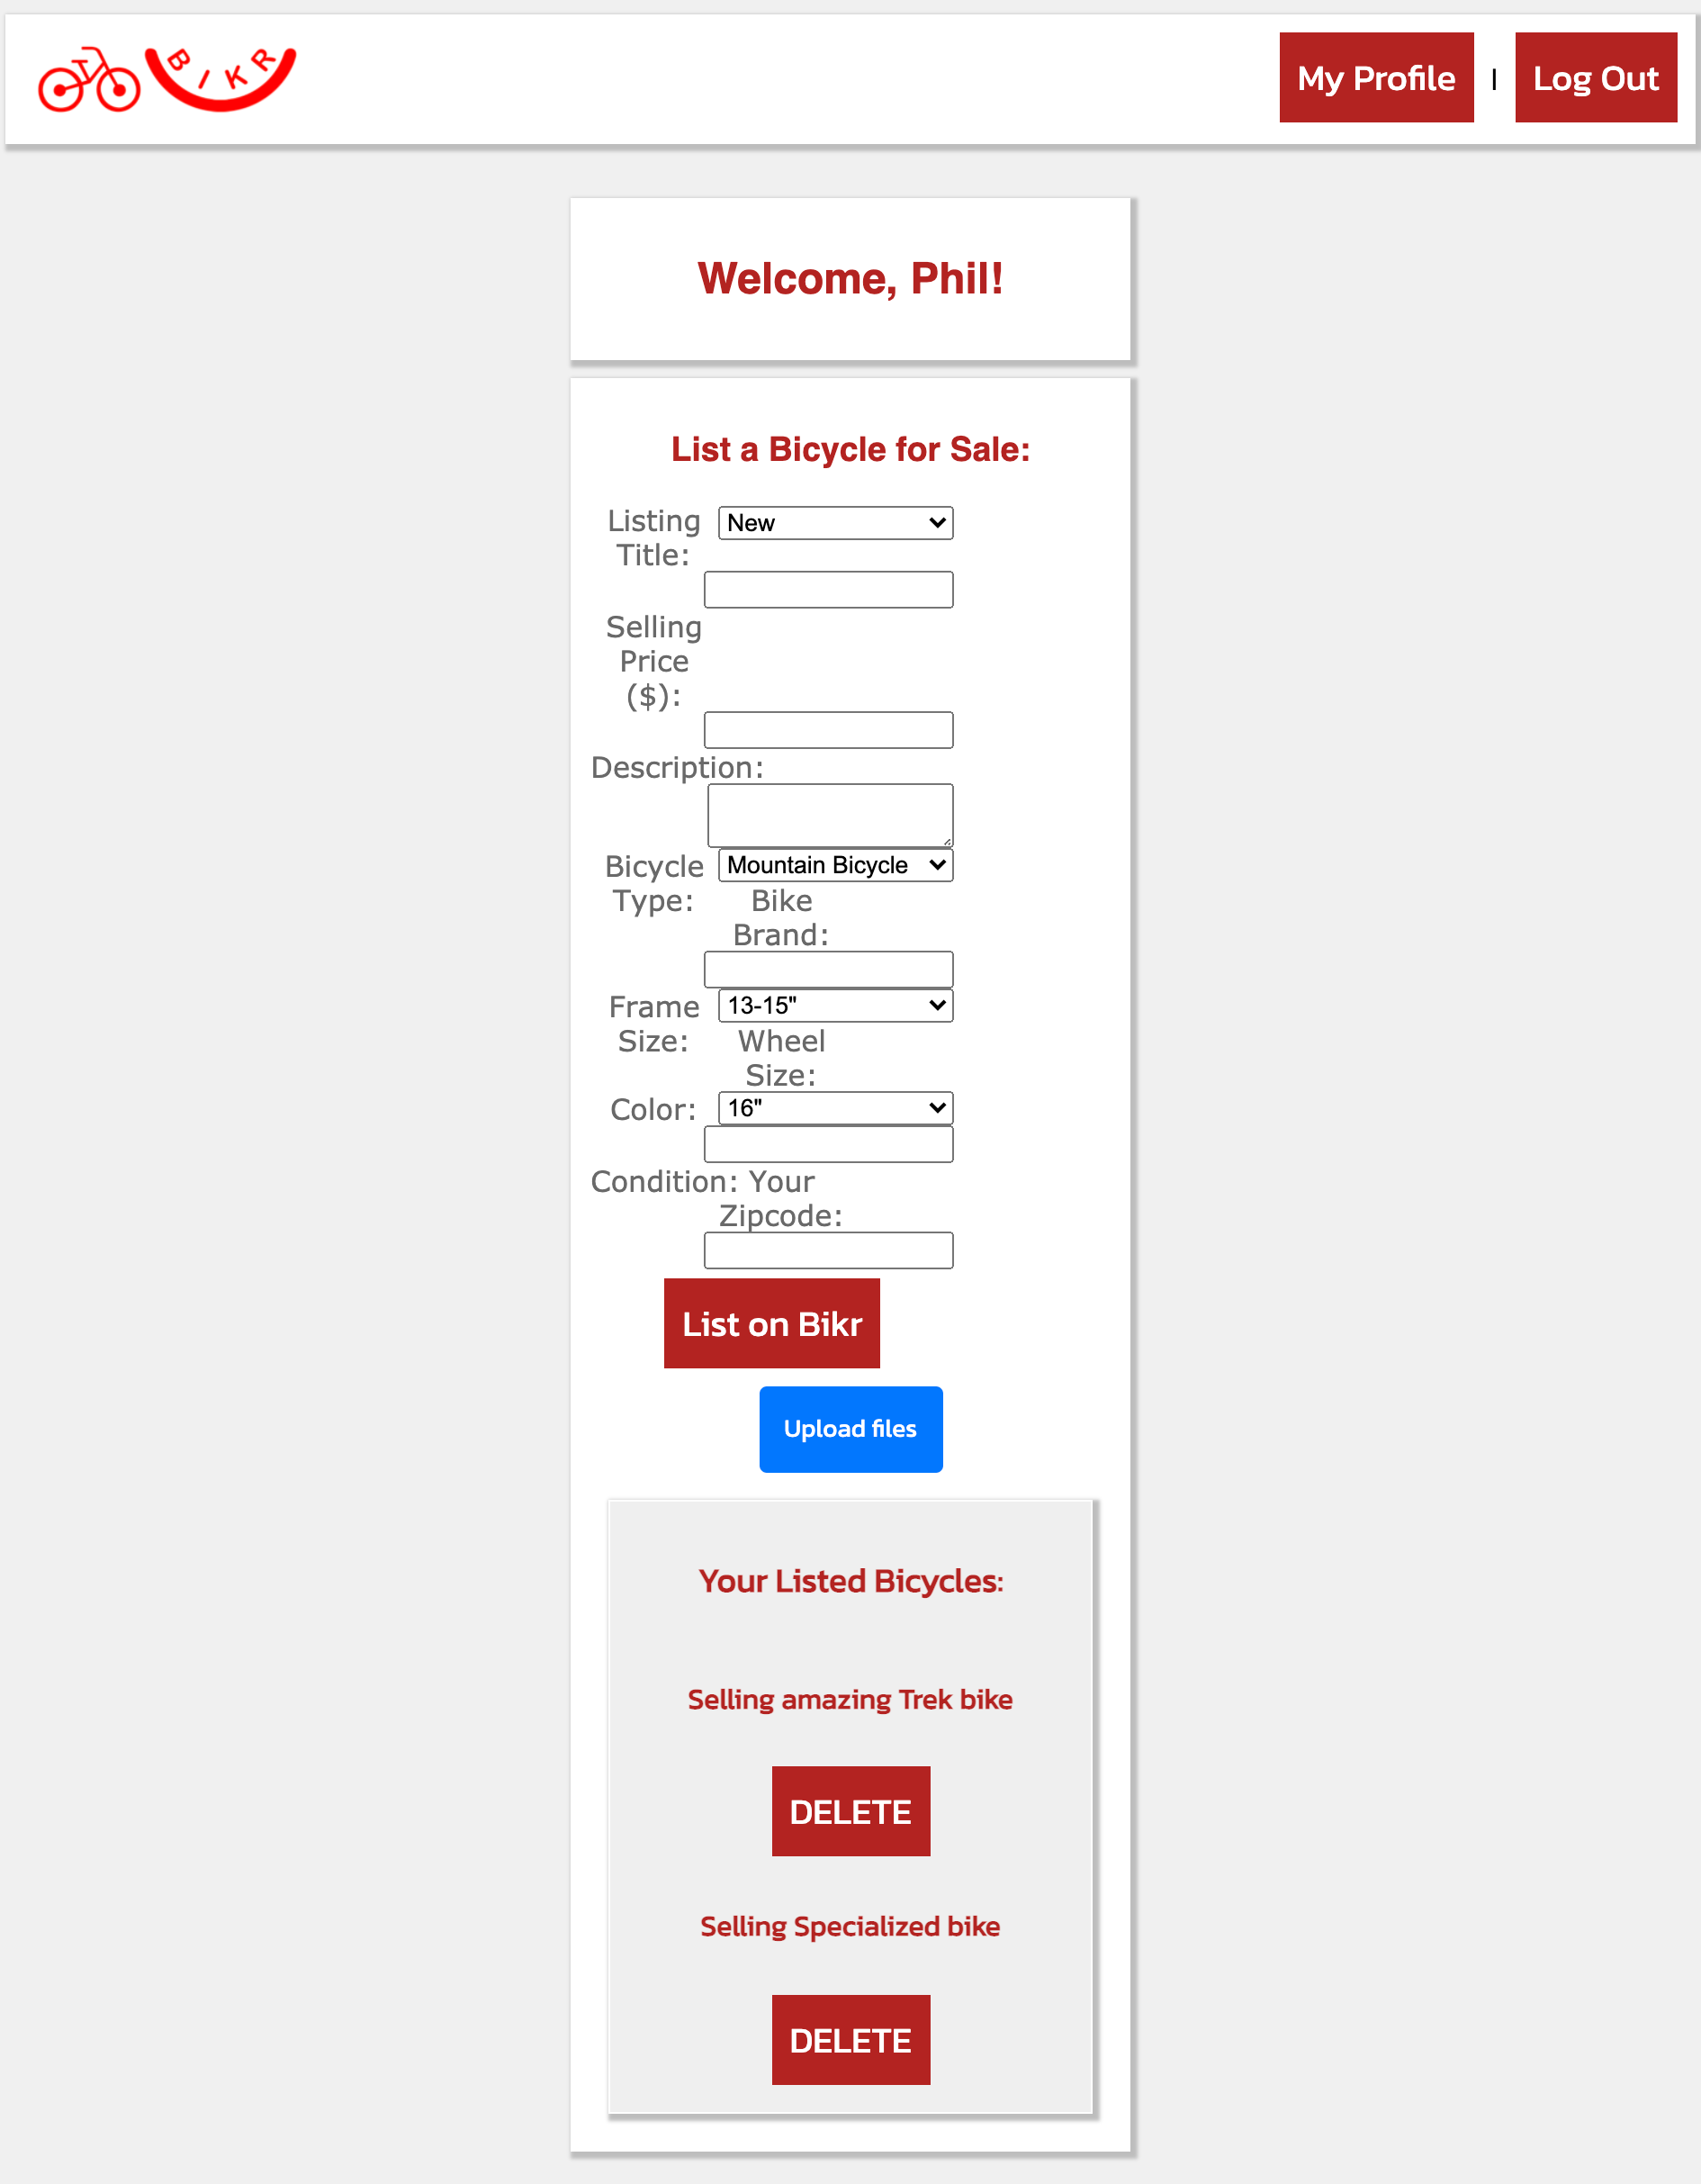 BIKR
My Profile | Log Out
Welcome, Phil!
List a Bicycle for Sale:
Listing
New
Title:
Selling
Price
($):
Description:
Bicycle
Mountain Bicycle
Type:
Bike
Brand:
Frame
13-15"
Size:
Wheel
Size:
Color:
16"
Condition:
Your
Zipcode:
List on Bikr
Upload files
Your Listed Bicycles:
Selling amazing Trek bike
DELETE
Selling Specialized bike
DELETE